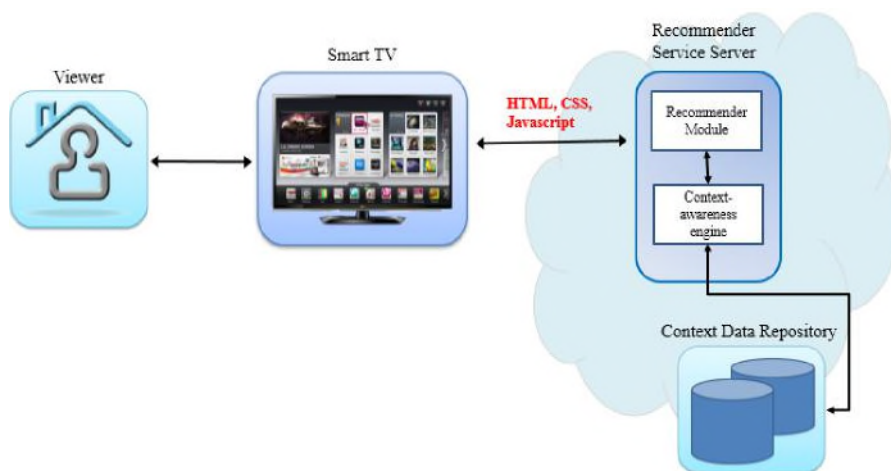 Viewer
Smart TV
HTML, CSS,
Javascript
Recommender
Service Server
Recommender
Module
Context-
awareness
engine
Context Data Repository